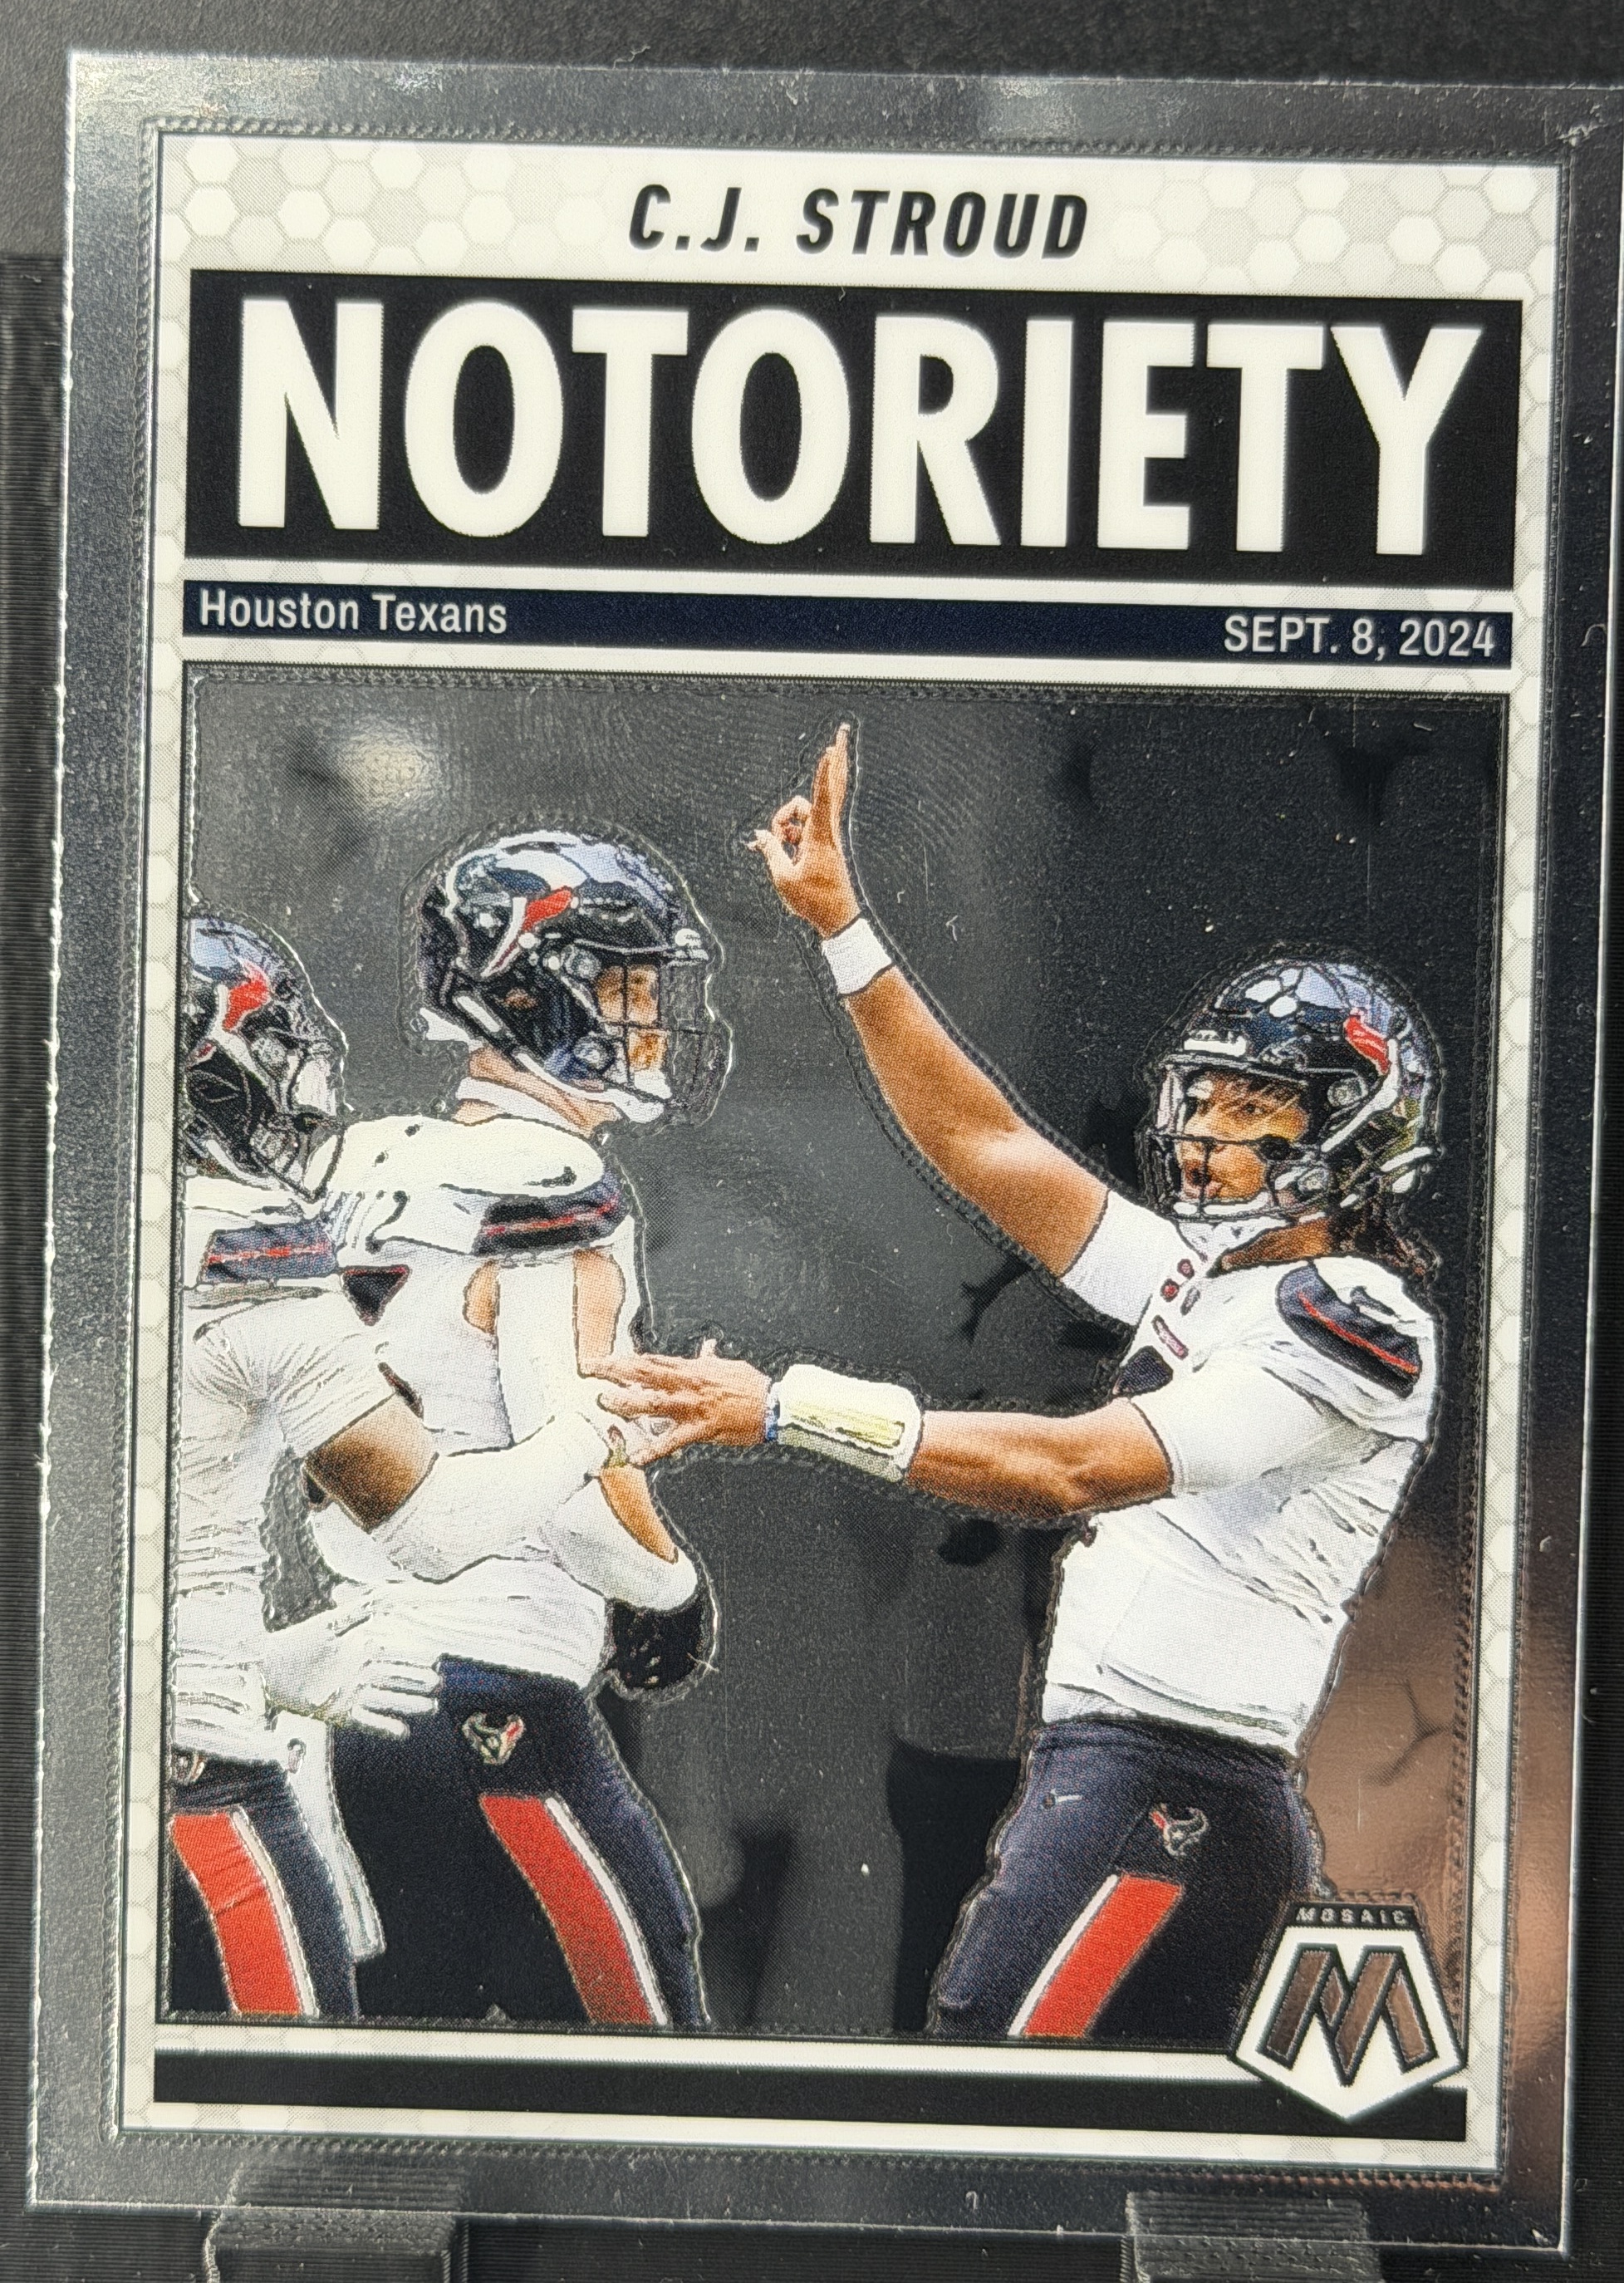 C.J. STROUD
NOTORIETY
Houston Texans
SEPT. 8, 2024
MOSAIC
M